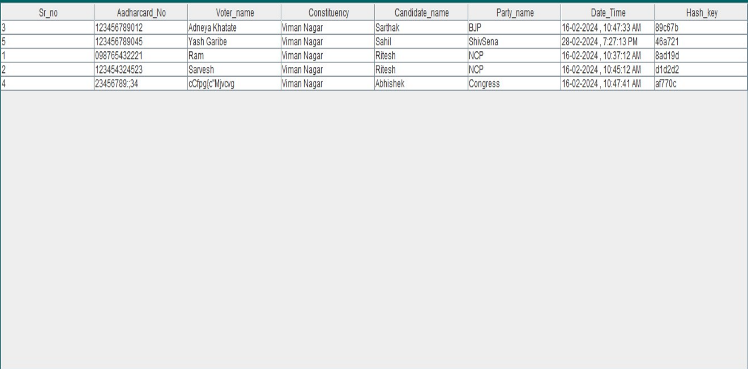 Sr_no Aadharcard_No Voter_name Constituency Candidate_name Party_name Date_Time Hash_key
3 123456789012 Adneya Khatate Viman Nagar Sarthak BJP 16-02-2024 , 10:47:33 AM 89c67b
5 123456789045 Yash Garibe Viman Nagar Sahil ShivSena 28-02-2024 , 7:27:13 PM 46a721
1 098765432221 Ram Viman Nagar Ritesh NCP 16-02-2024 , 10:37:12 AM 8ad19d
2 123454324523 Sarvesh Viman Nagar Ritesh NCP 16-02-2024 , 10:45:12 AM d1d2d2
4 23456789:;34 cCfpg{c"Mjvcvg Viman Nagar Abhishek Congress 16-02-2024 , 10:47:41 AM af770c